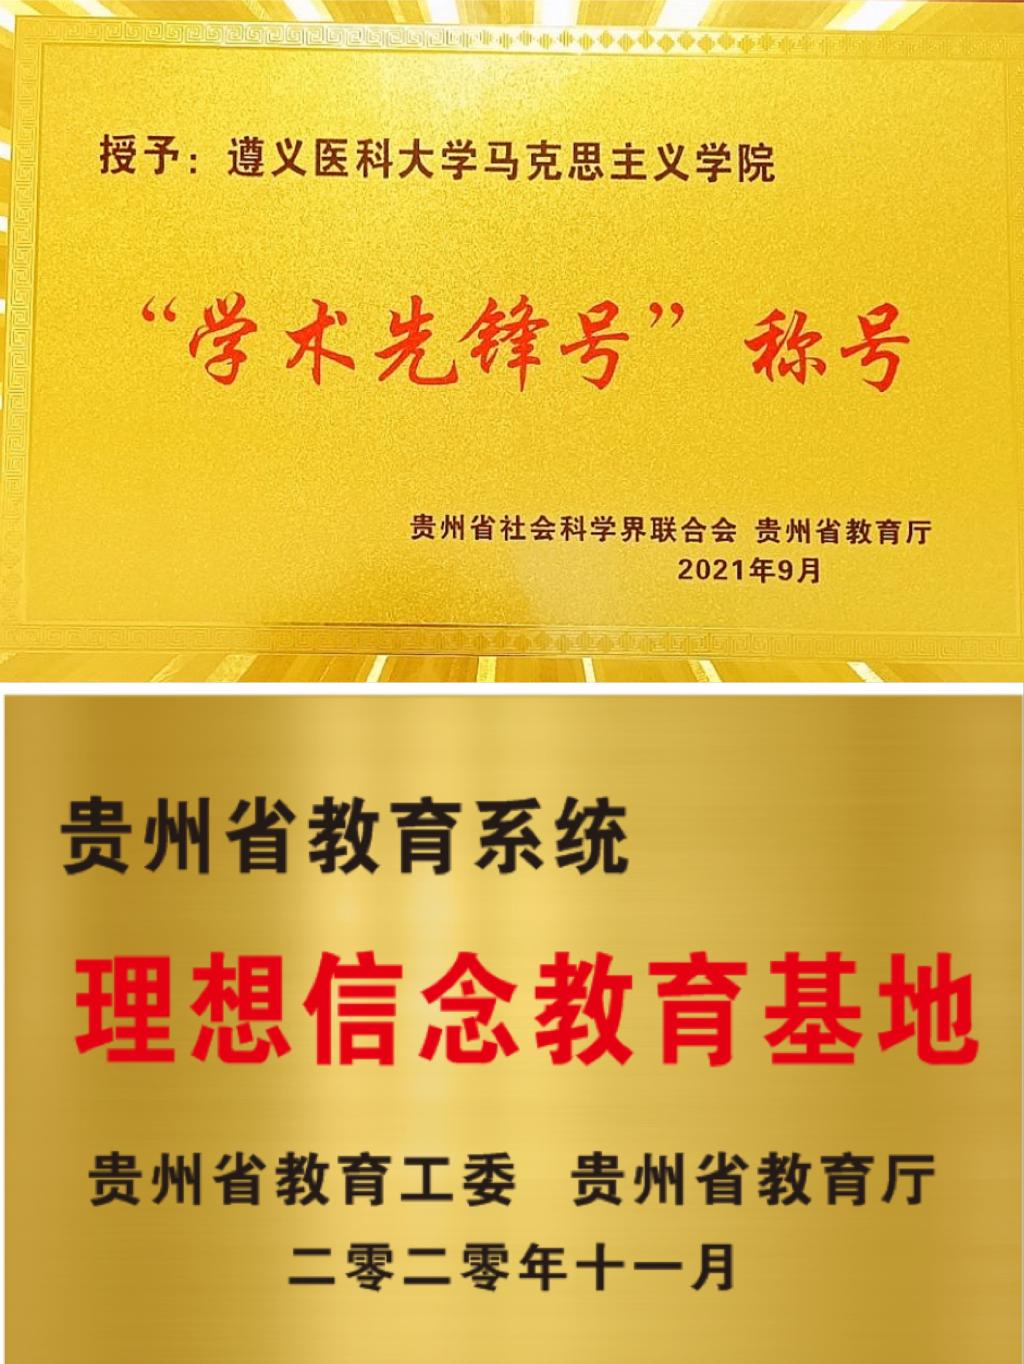 授予：遵义医科大学马克思主义学院
“学术先锋号”称号
贵州省社会科学界联合会 贵州省教育厅
2021年9月
贵州省教育系统
理想信念教育基地
贵州省教育工委 贵州省教育厅
二零二零年十一月